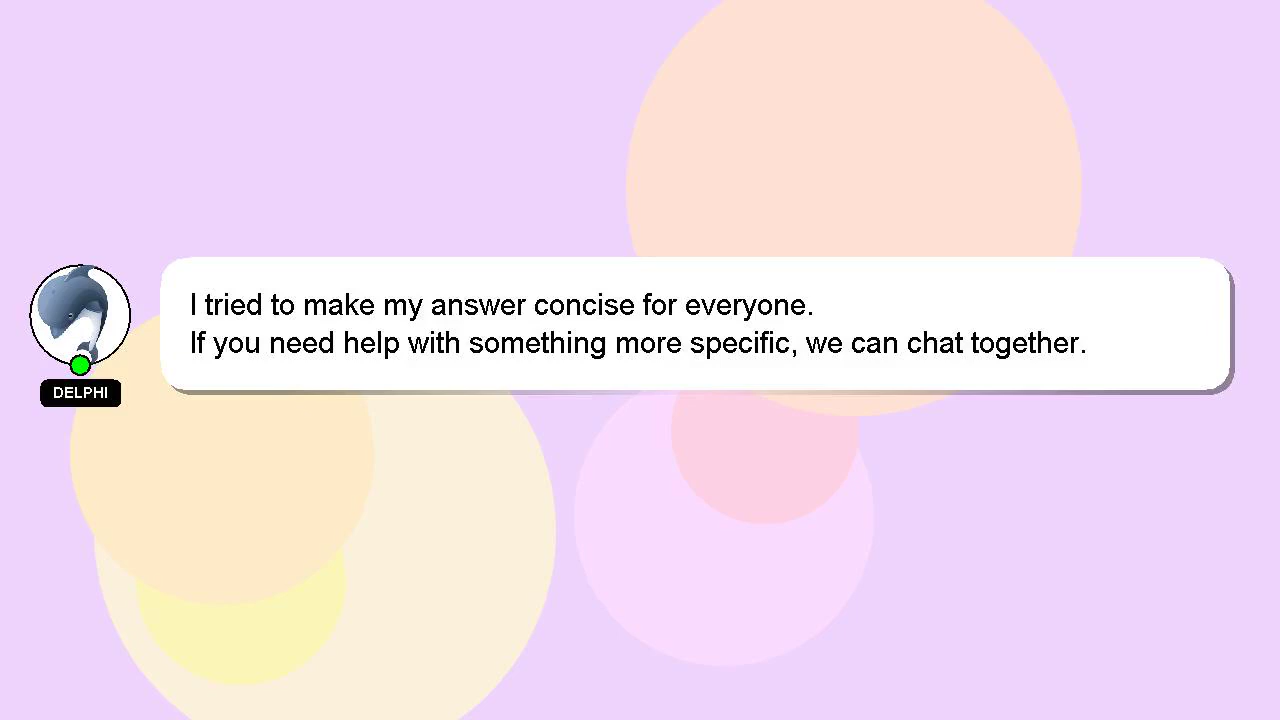 I tried to make my answer concise for everyone.
If you need help with something more specific, we can chat together.
DELPHI